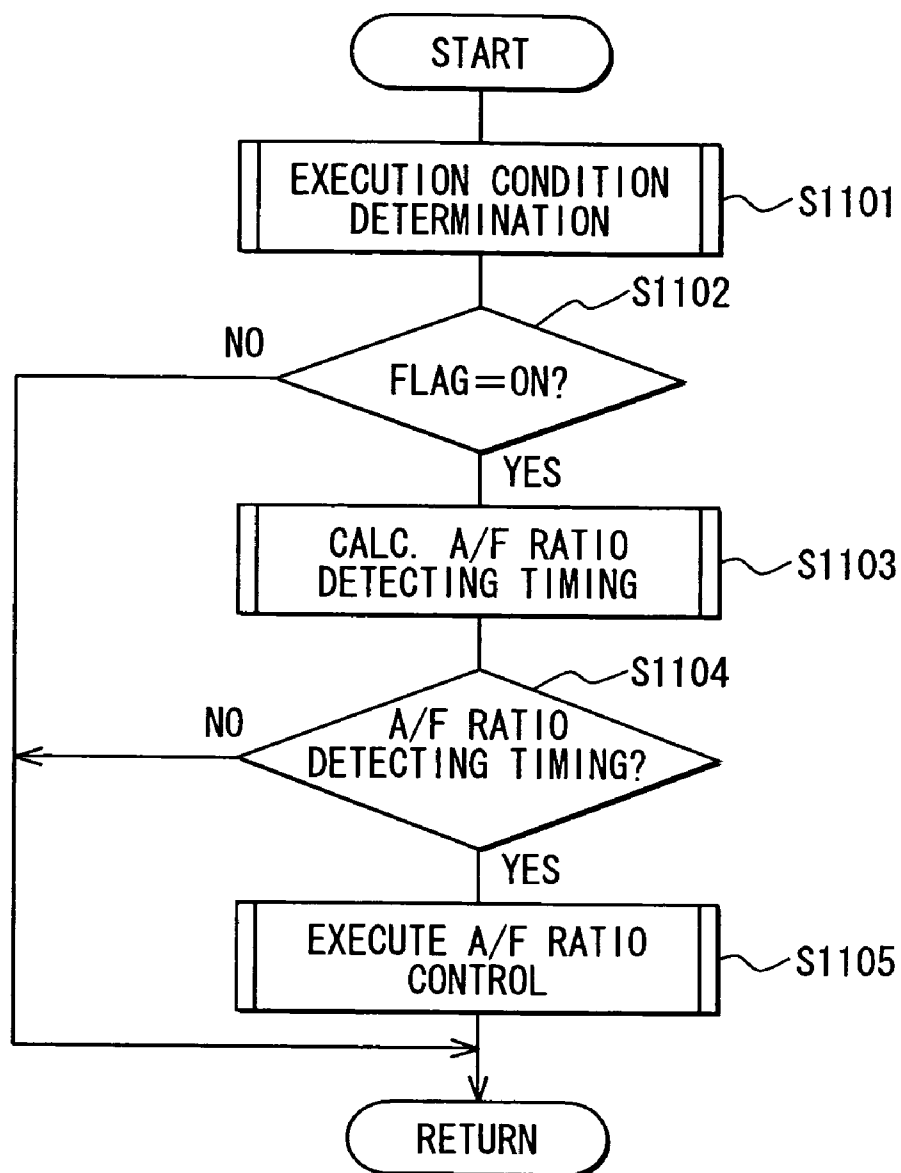 START
EXECUTION CONDITION
DETERMINATION
S1101
S1102
NO
FLAG=ON?
YES
CALC. A/F RATIO
DETECTING TIMING
S1103
S1104
NO
A/F RATIO
DETECTING TIMING?
YES
EXECUTE A/F RATIO
CONTROL
S1105
RETURN